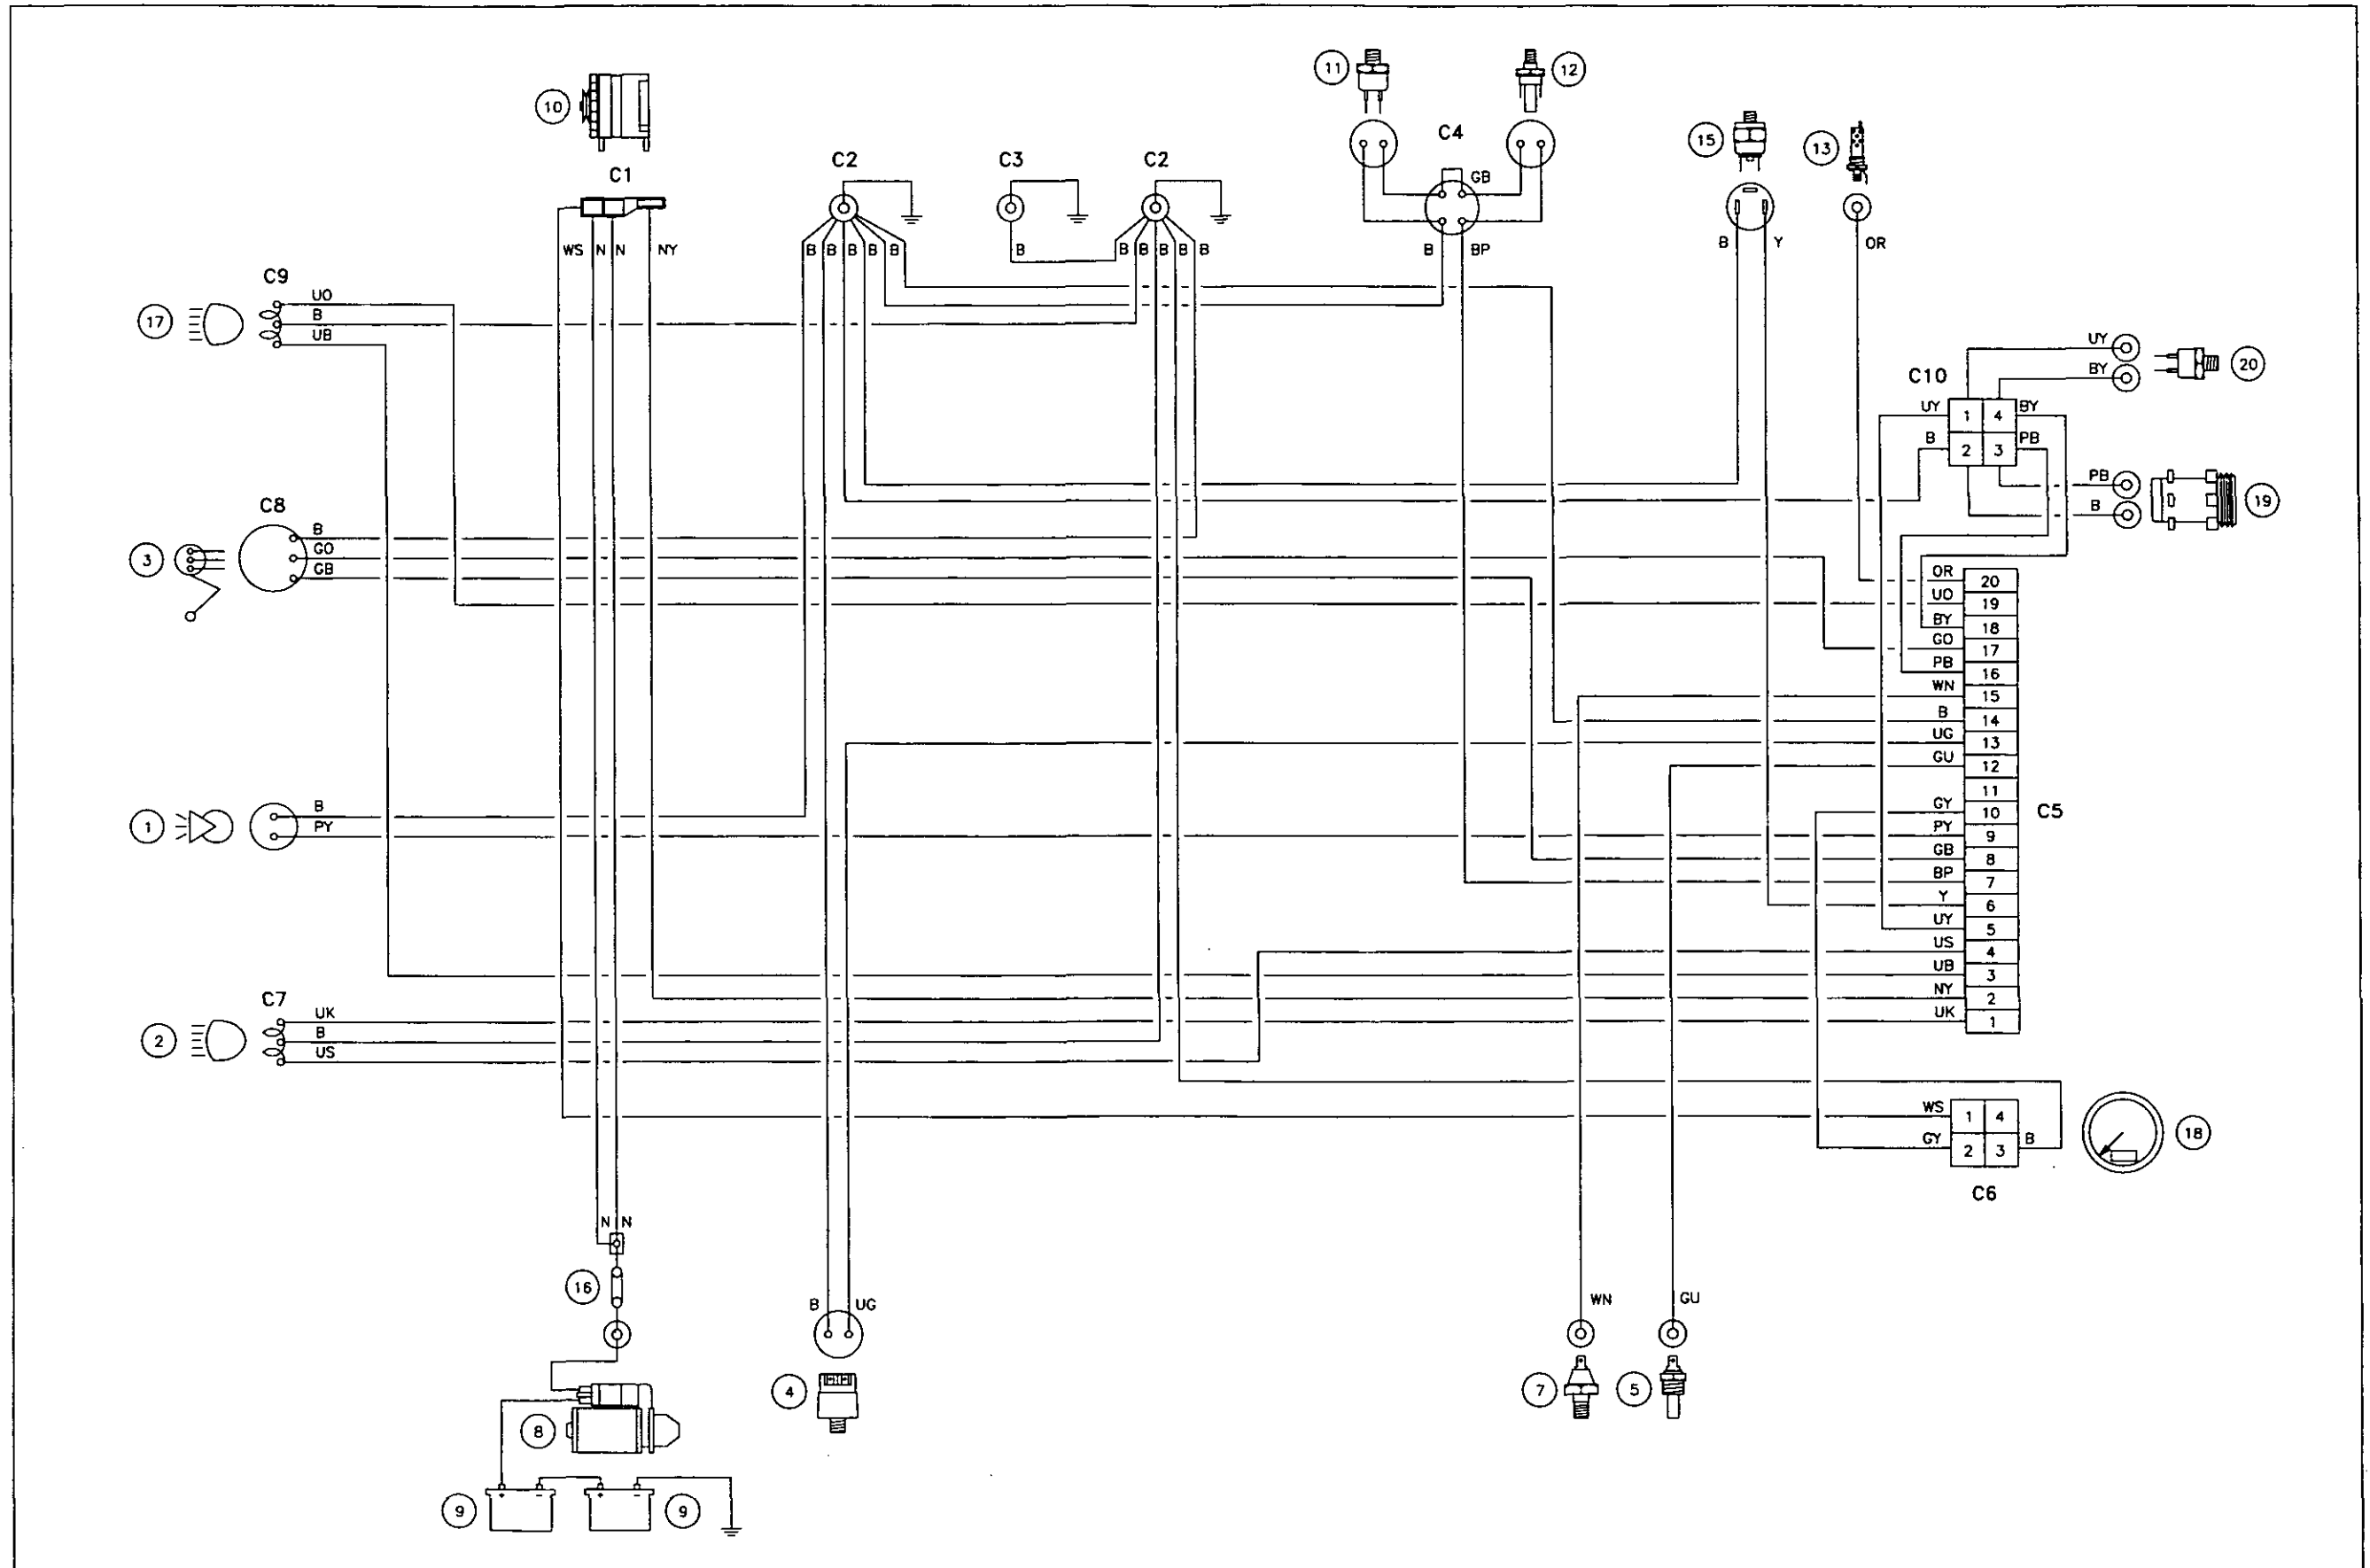 11 12
10 C4 15 13
C2 C3 C2
C1 GB
WS N N NY B B B B B B B B B B B B BP B Y OR
C9
UO
17 B
UB
UY
20
BY
C10
UY 1 4 BY
B 2 3 PB
PB
19
B
C8
B
3 GO
GB
OR 20
UO 19
BY 18
GO 17
PB 16
WN 15
B 14
UG 13
GU 12
11
GY 10 C5
PY 9
GB 8
BP 7
Y 6
UY 5
US 4
UB 3
NY 2
UK 1
B
1
PY
C7
UK
2 B
US
WS 1 4
GY 2 3 B
18
C6
N N
16
B UG WN GU
4 7 5
8
9 + - + - 9